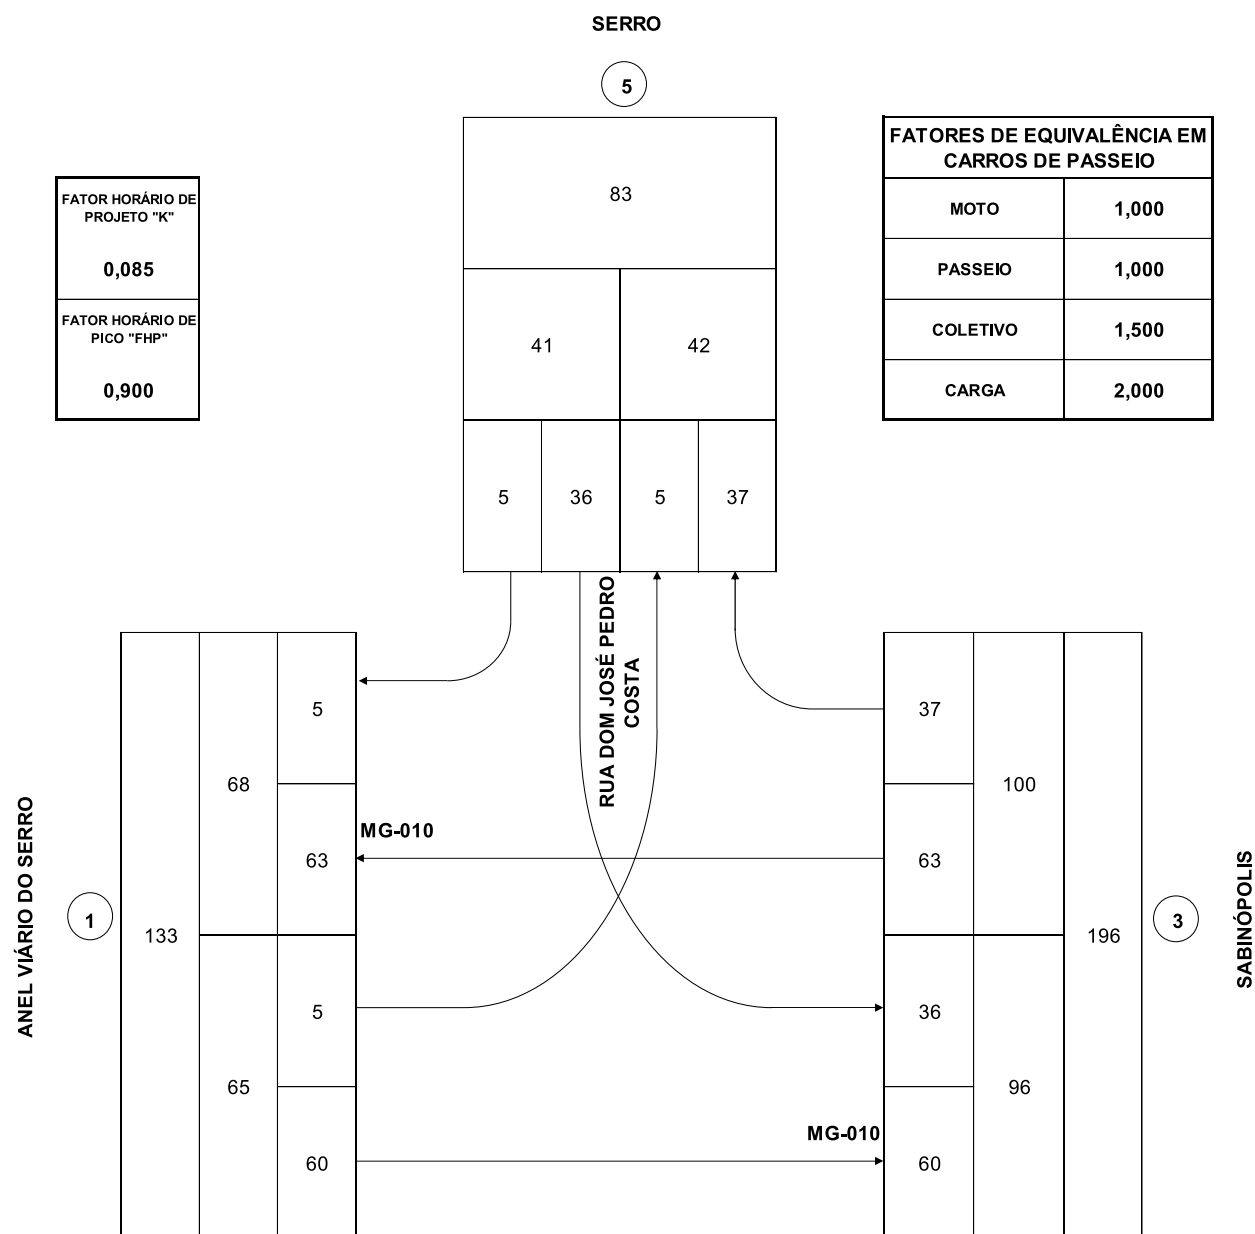 SERRO
5
FATOR HORÁRIO DE
PROJETO "K"
0,085
FATOR HORÁRIO DE
PICO "FHP"
0,900
83
41 42
5 36 5 37
FATORES DE EQUIVALÊNCIA EM
CARROS DE PASSEIO
MOTO 1,000
PASSEIO 1,000
COLETIVO 1,500
CARGA 2,000
RUA DOM JOSÉ PEDRO
COSTA
ANEL VIÁRIO DO SERRO
1
133
68
65
5
63
5
60
MG-010
MG-010
37
63
36
60
100
96
196
3
SABINÓPOLIS